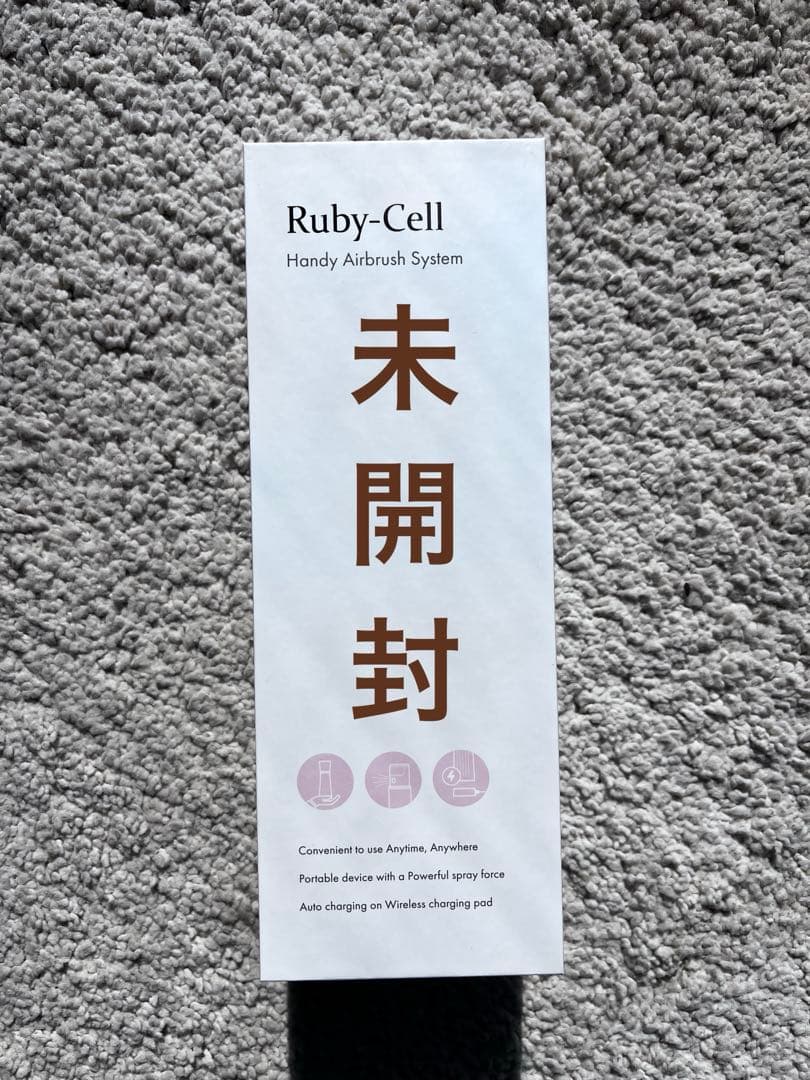 Ruby-Cell
Handy Airbrush System
未
開
封
Convenient to use Anytime, Anywhere
Portable device with a Powerful spray force
Auto charging on Wireless charging pad